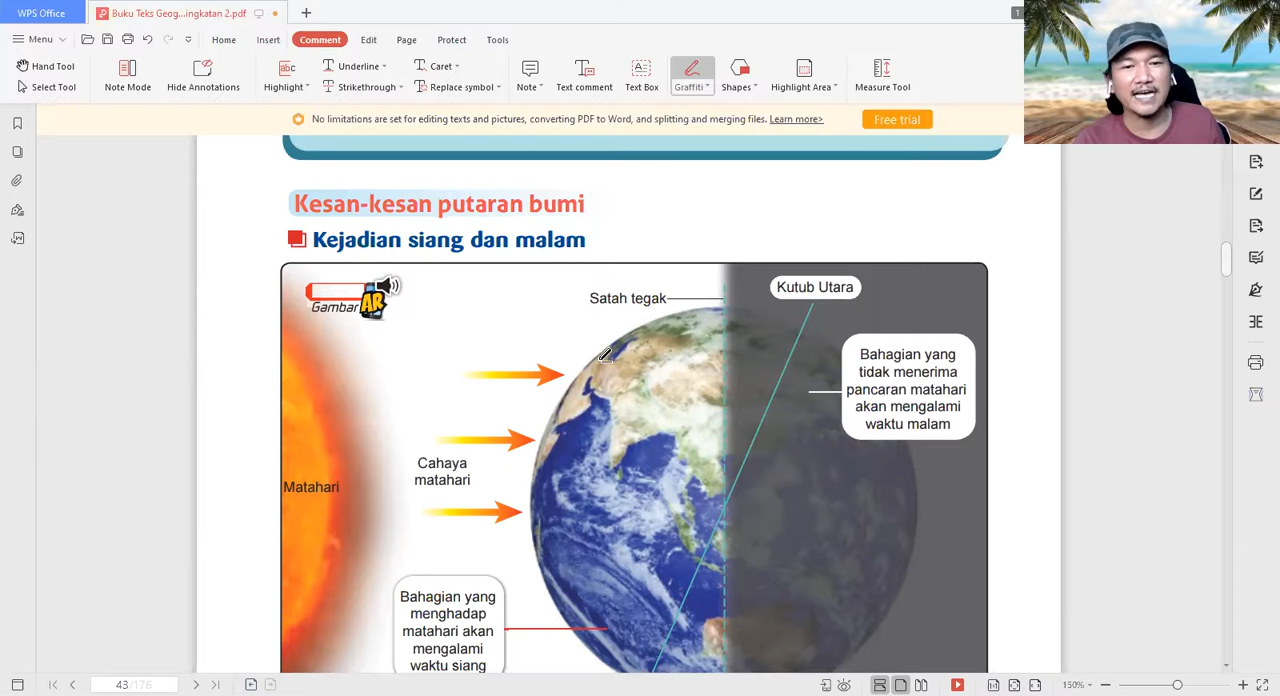 WPS Office
Buku Teks Geog...ingkatan 2.pdf
1
Menu
Home
Insert
Comment
Edit
Page
Protect
Tools
Hand Tool
Select Tool
Note Mode
Hide Annotations
abc
Highlight
Underline
Strikethrough
Caret
Replace symbol
Note
Text comment
Text Box
Graffiti
Shapes
Highlight Area
Measure Tool
No limitations are set for editing texts and pictures, converting PDF to Word, and splitting and merging files. Learn more>
Free trial
Kesan-kesan putaran bumi
Kejadian siang dan malam
Gambar AR
Satah tegak
Kutub Utara
Bahagian yang
tidak menerima
pancaran matahari
akan mengalami
waktu malam
Cahaya
matahari
Matahari
Bahagian yang
menghadap
matahari akan
mengalami
waktu siang
43/176
150%